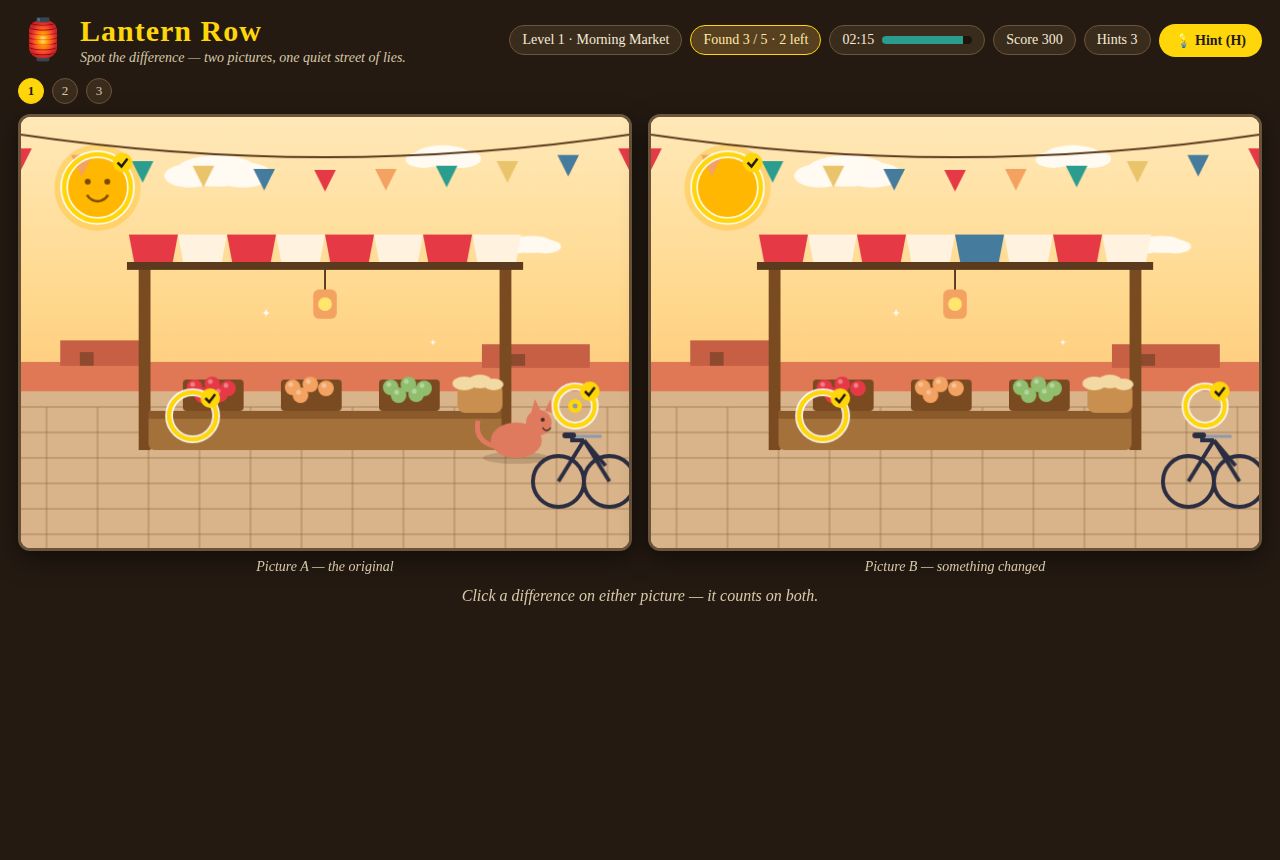 Lantern Row
Spot the difference — two pictures, one quiet street of lies.
Level 1 · Morning Market
Found 3 / 5 · 2 left
02:15
Score 300
Hints 3
💡 Hint (H)
1 2 3
Picture A — the original
Picture B — something changed
Click a difference on either picture — it counts on both.